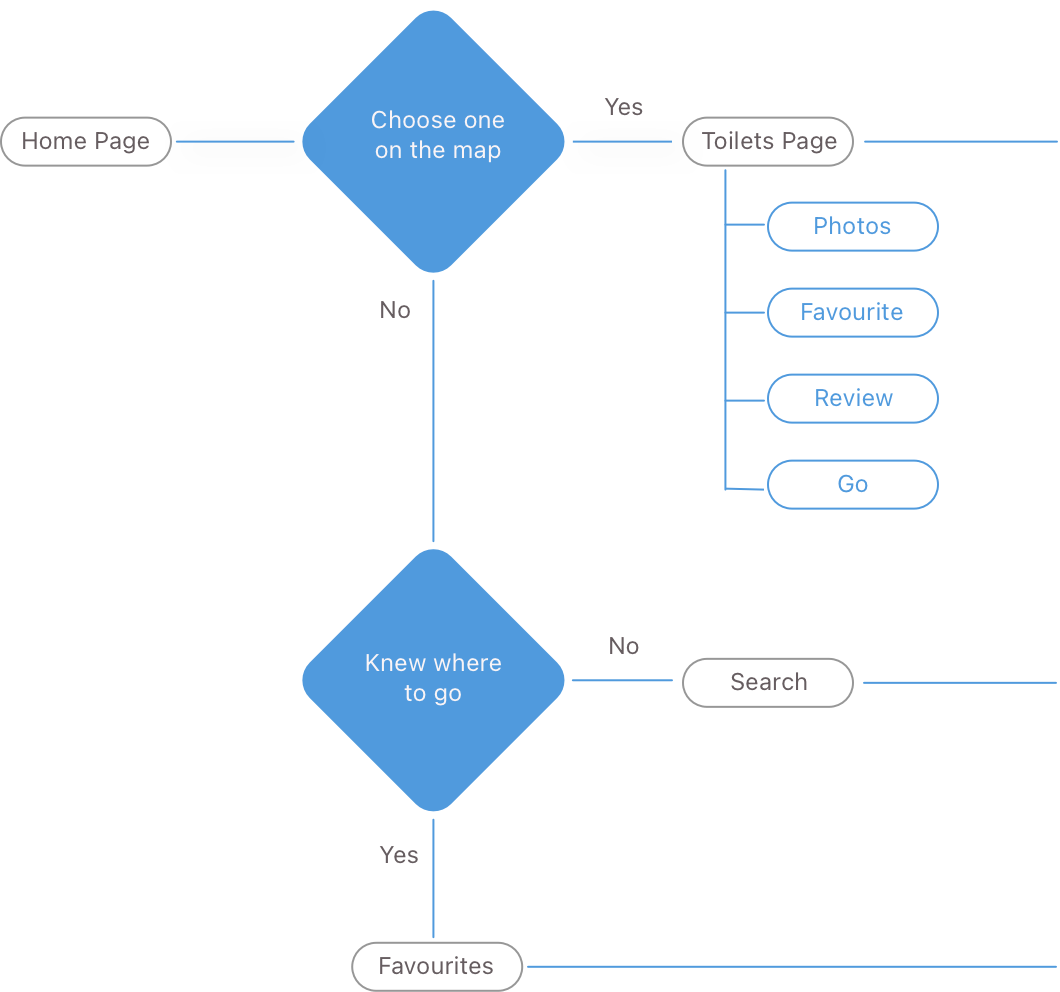 Home Page
Choose one
on the map
Yes
Toilets Page
Photos
Favourite
Review
Go
No
Knew where
to go
No
Search
Yes
Favourites